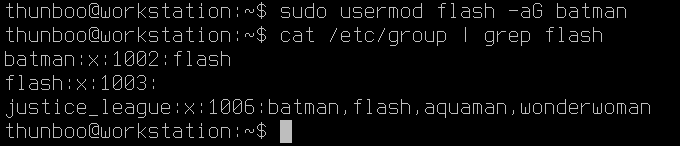 thunboo@workstation:~$ sudo usermod flash -aG batman
thunboo@workstation:~$ cat /etc/group | grep flash
batman:x:1002:flash
flash:x:1003:
justice_league:x:1006:batman,flash,aquaman,wonderwoman
thunboo@workstation:~$